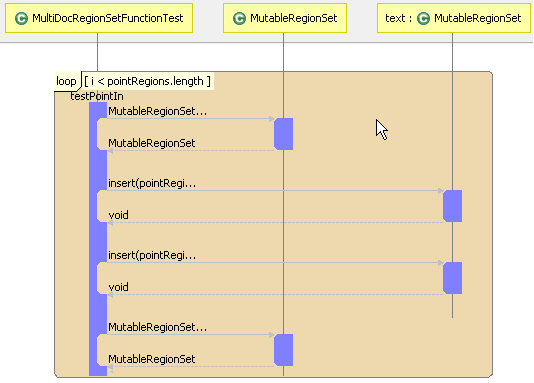 C MultiDocRegionSetFunctionTest
C MutableRegionSet
text : C MutableRegionSet
loop [ i < pointRegions.length ]
testPointIn
MutableRegionSet...
MutableRegionSet
insert(pointRegi...
void
insert(pointRegi...
void
MutableRegionSet...
MutableRegionSet